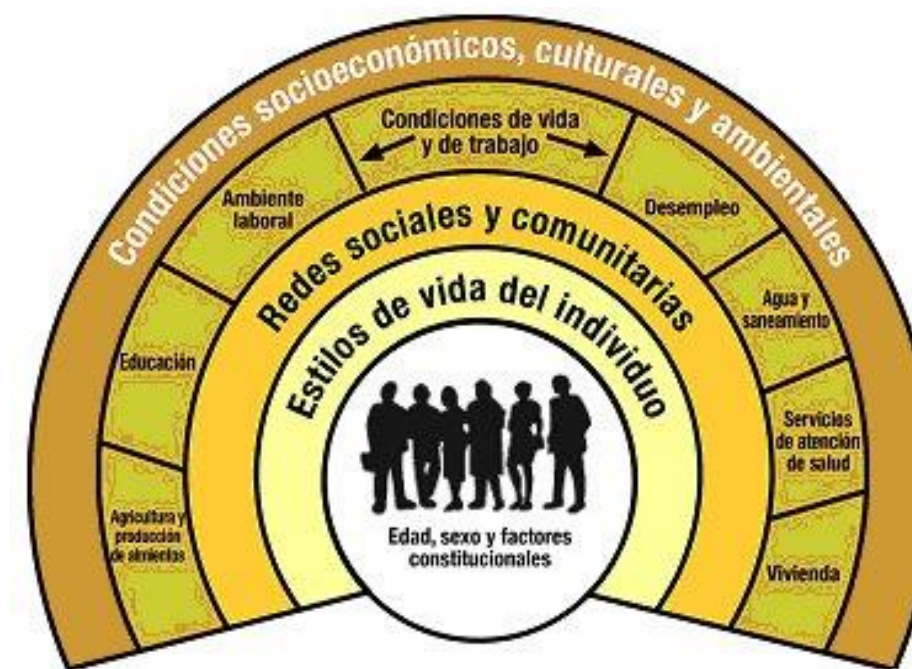 Condiciones socioeconómicos, culturales y ambientales
Condiciones de vida
y de trabajo
Ambiente
laboral
Desempleo
Educación
Agua y
saneamiento
Agricultura y
producción
de almientos
Servicios
de atención
de salud
Vivienda
Redes sociales y comunitarias
Estilos de vida del individuo
Edad, sexo y factores
constitucionales